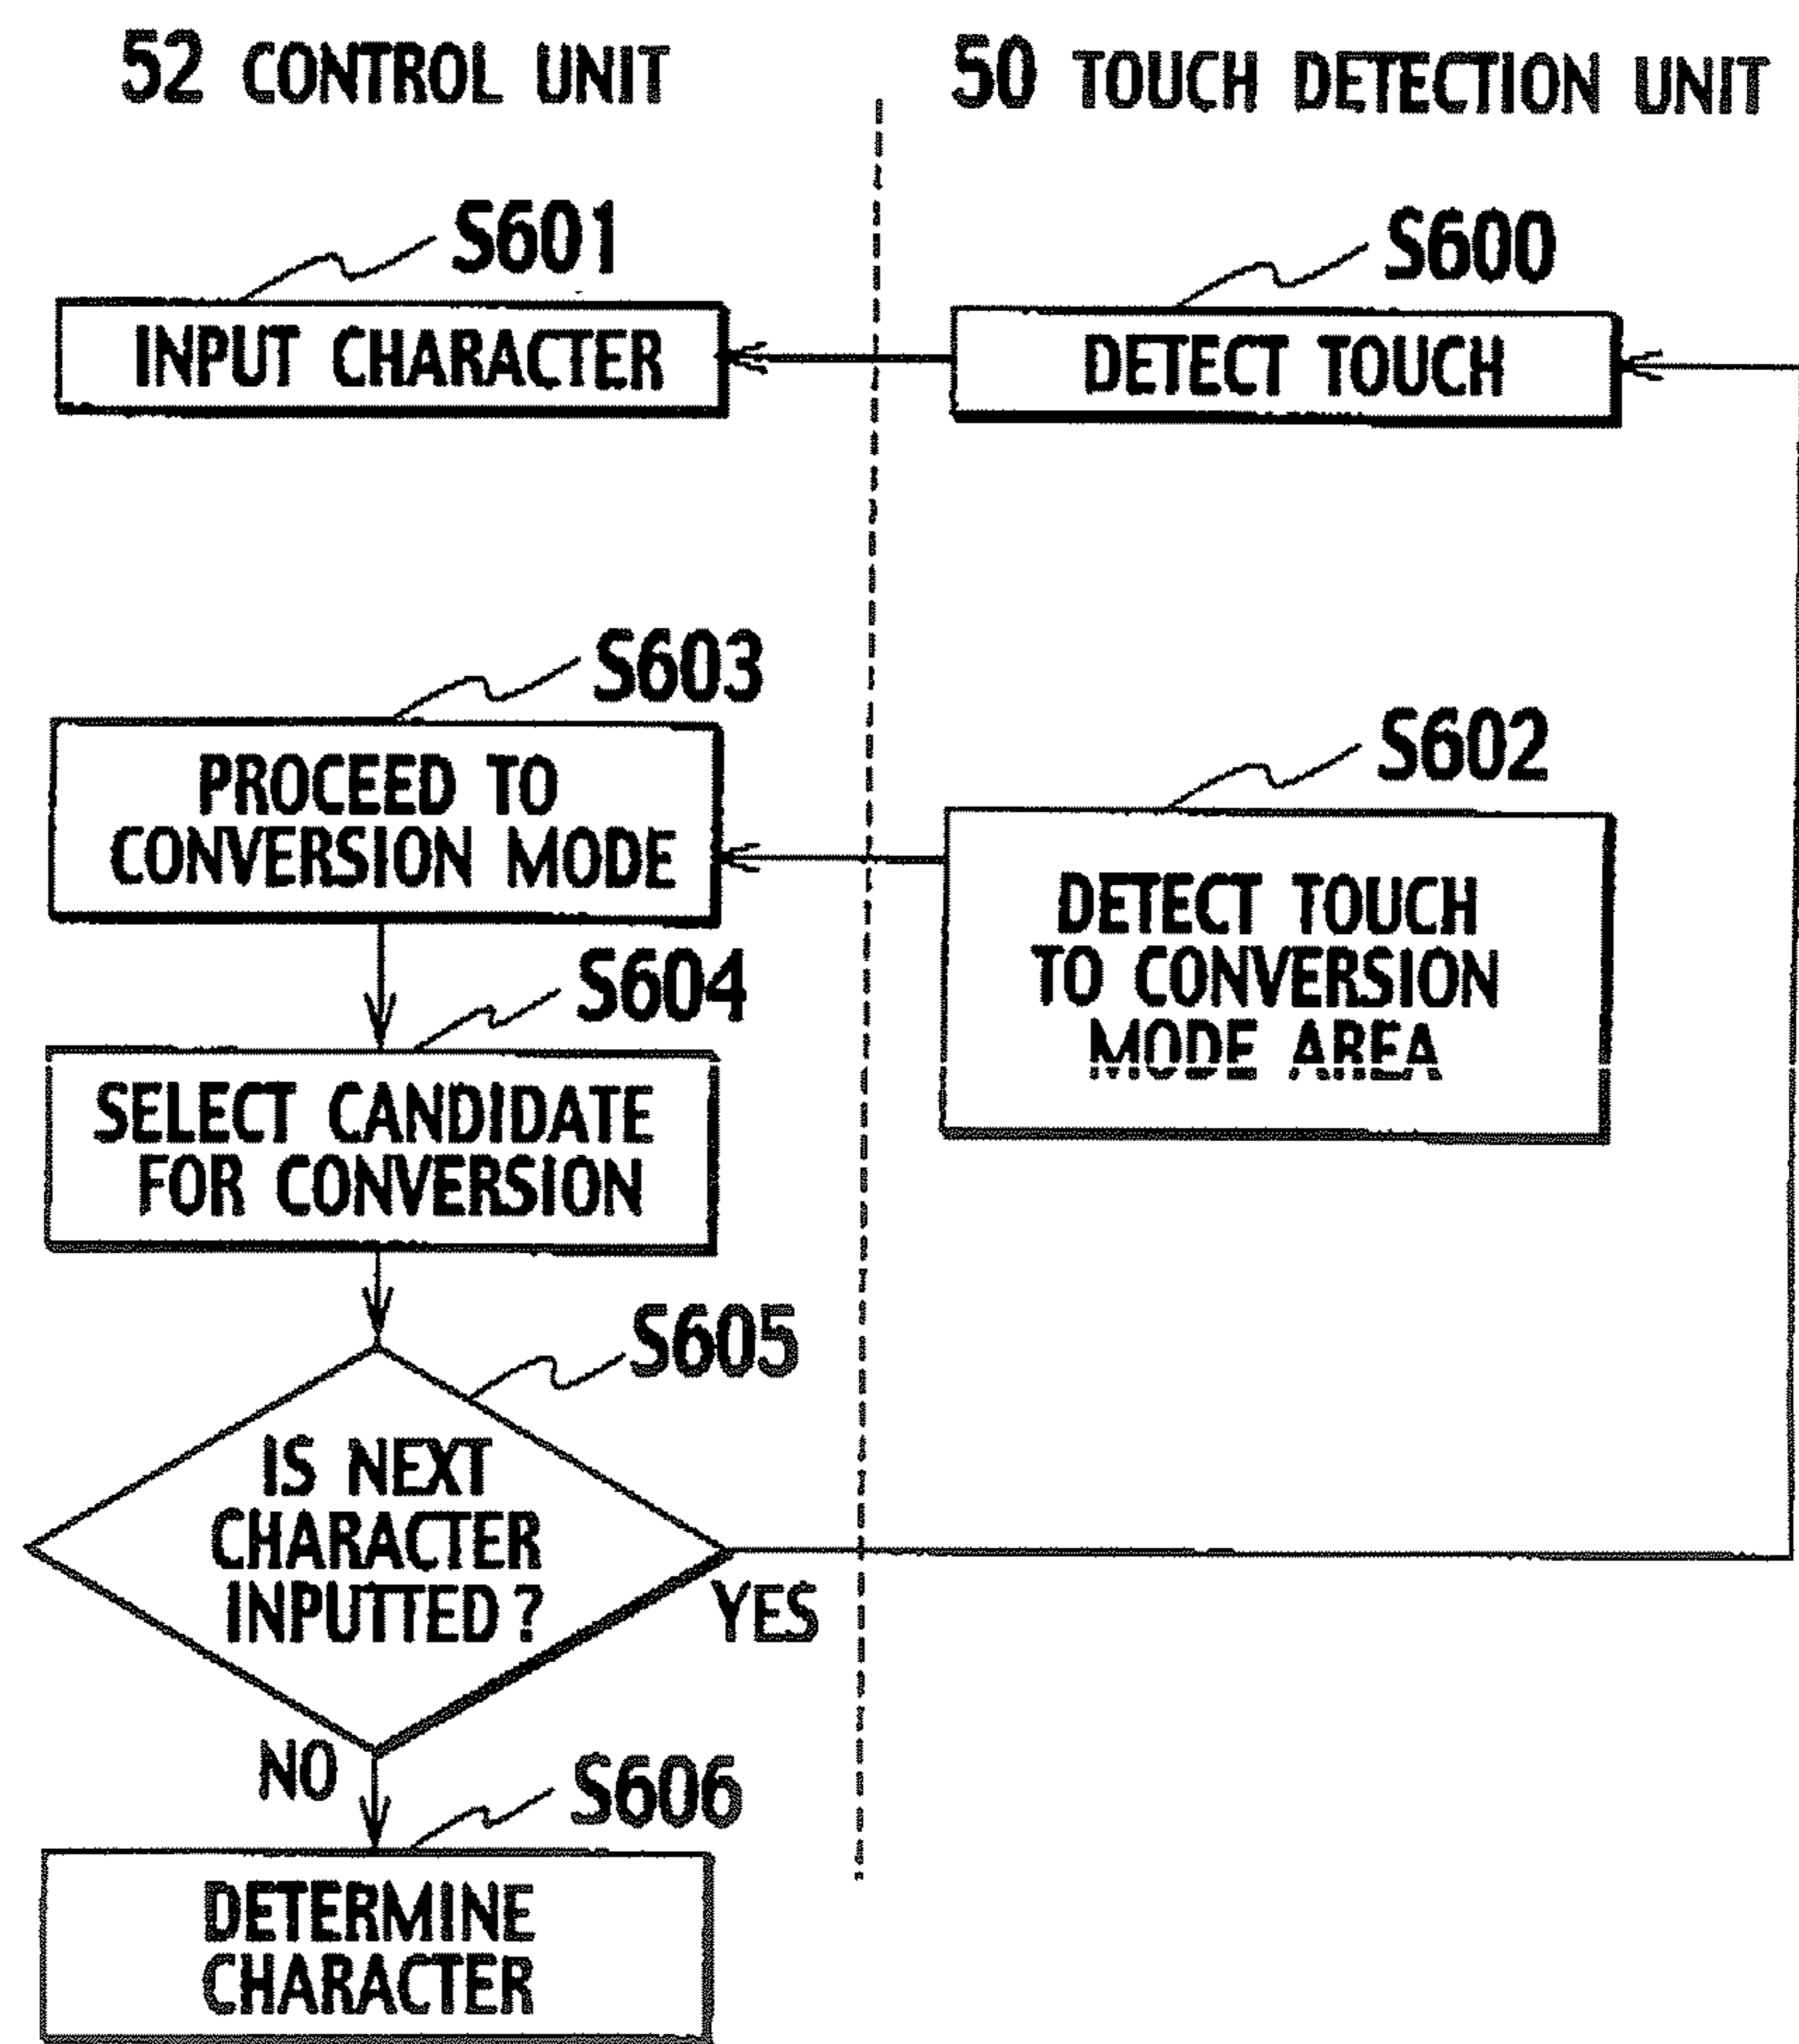 52 CONTROL UNIT
50 TOUCH DETECTION UNIT
S601
INPUT CHARACTER
S600
DETECT TOUCH
S603
PROCEED TO
CONVERSION MODE
S602
DETECT TOUCH
TO CONVERSION
MODE AREA
S604
SELECT CANDIDATE
FOR CONVERSION
S605
IS NEXT
CHARACTER
INPUTTED?
YES
NO
S606
DETERMINE
CHARACTER